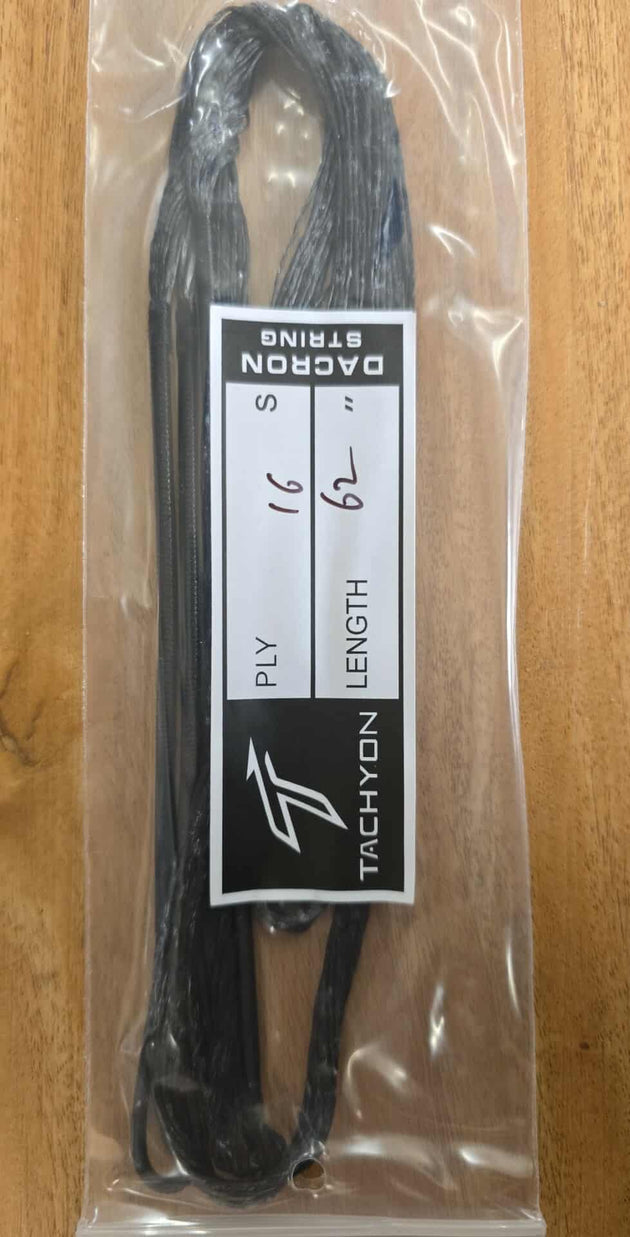 DACRON
STRING
PLY 16 S
LENGTH 62 "
TACHYON